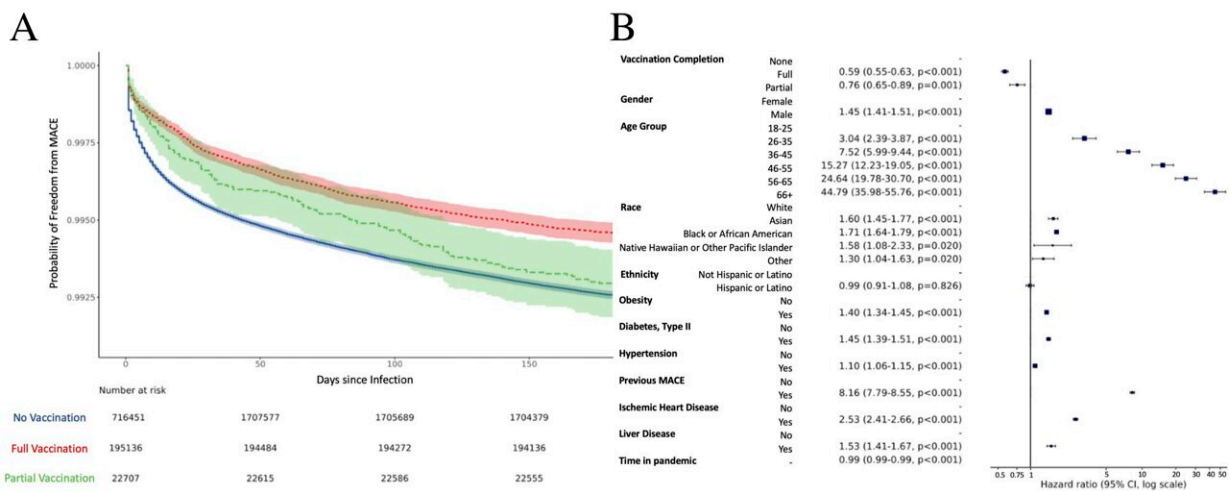 A
Probability of Freedom from MACE
1.0000
0.9975
0.9950
0.9925
0
50
100
150
Days since Infection
Number at risk
No Vaccination 716451 1707577 1705689 1704379
Full Vaccination 195136 194484 194272 194136
Partial Vaccination 22707 22615 22586 22555
B
Vaccination Completion None -
Full 0.59 (0.55-0.63, p<0.001)
Partial 0.76 (0.65-0.89, p=0.001)
Gender Female -
Male 1.45 (1.41-1.51, p<0.001)
Age Group 18-25 -
26-35 3.04 (2.39-3.87, p<0.001)
36-45 7.52 (5.99-9.44, p<0.001)
46-55 15.27 (12.23-19.05, p<0.001)
56-65 24.64 (19.78-30.70, p<0.001)
66+ 44.79 (35.98-55.76, p<0.001)
Race White -
Asian 1.60 (1.45-1.77, p<0.001)
Black or African American 1.71 (1.64-1.79, p<0.001)
Native Hawaiian or Other Pacific Islander 1.58 (1.08-2.33, p=0.020)
Other 1.30 (1.04-1.63, p=0.020)
Ethnicity Not Hispanic or Latino -
Hispanic or Latino 0.99 (0.91-1.08, p=0.826)
Obesity No -
Yes 1.40 (1.34-1.45, p<0.001)
Diabetes, Type II No -
Yes 1.45 (1.39-1.51, p<0.001)
Hypertension No -
Yes 1.10 (1.06-1.15, p<0.001)
Previous MACE No -
Yes 8.16 (7.79-8.55, p<0.001)
Ischemic Heart Disease No -
Yes 2.53 (2.41-2.66, p<0.001)
Liver Disease No -
Yes 1.53 (1.41-1.67, p<0.001)
Time in pandemic - 0.99 (0.99-0.99, p<0.001)
0.5 0.75 1 5 10 20 30 40 50
Hazard ratio (95% CI, log scale)